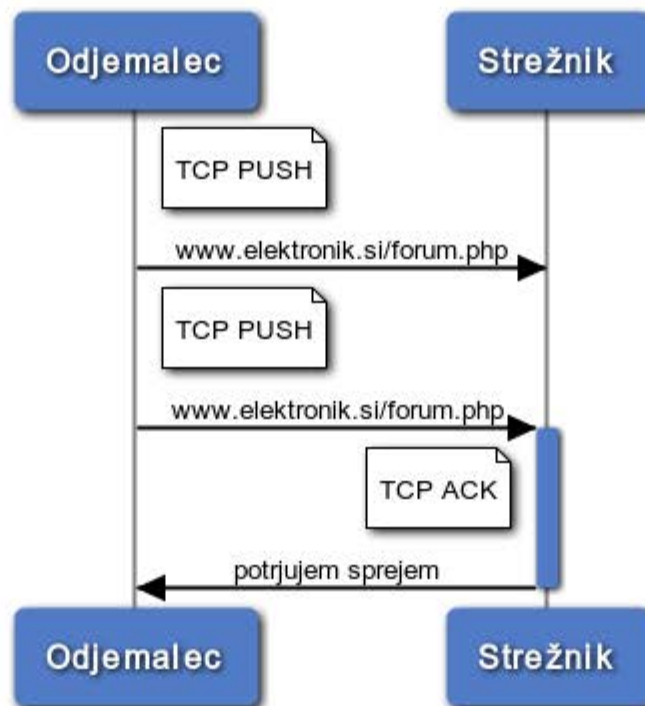 Odjemalec
Strežnik
TCP PUSH
www.elektronik.si/forum.php
TCP PUSH
www.elektronik.si/forum.php
TCP ACK
potrjujem sprejem
Odjemalec
Strežnik